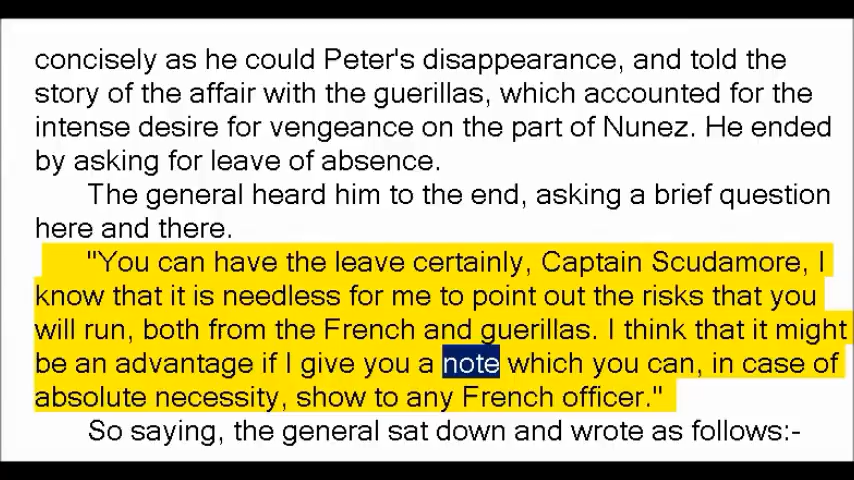 concisely as he could Peter's disappearance, and told the
story of the affair with the guerillas, which accounted for the
intense desire for vengeance on the part of Nunez. He ended
by asking for leave of absence.
The general heard him to the end, asking a brief question
here and there.
"You can have the leave certainly, Captain Scudamore, I
know that it is needless for me to point out the risks that you
will run, both from the French and guerillas. I think that it might
be an advantage if I give you a note which you can, in case of
absolute necessity, show to any French officer."
So saying, the general sat down and wrote as follows:-